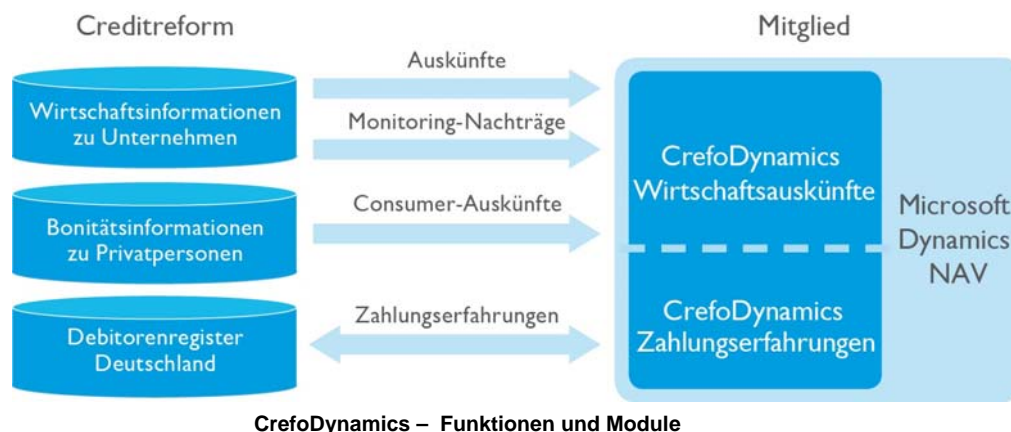 Creditreform
Mitglied
Wirtschaftsinformationen
zu Unternehmen
Bonitätsinformationen
zu Privatpersonen
Debitorenregister
Deutschland
Auskünfte
Monitoring-Nachträge
Consumer-Auskünfte
Zahlungserfahrungen
CrefoDynamics
Wirtschaftsauskünfte
CrefoDynamics
Zahlungserfahrungen
Microsoft
Dynamics
NAV
CrefoDynamics – Funktionen und Module